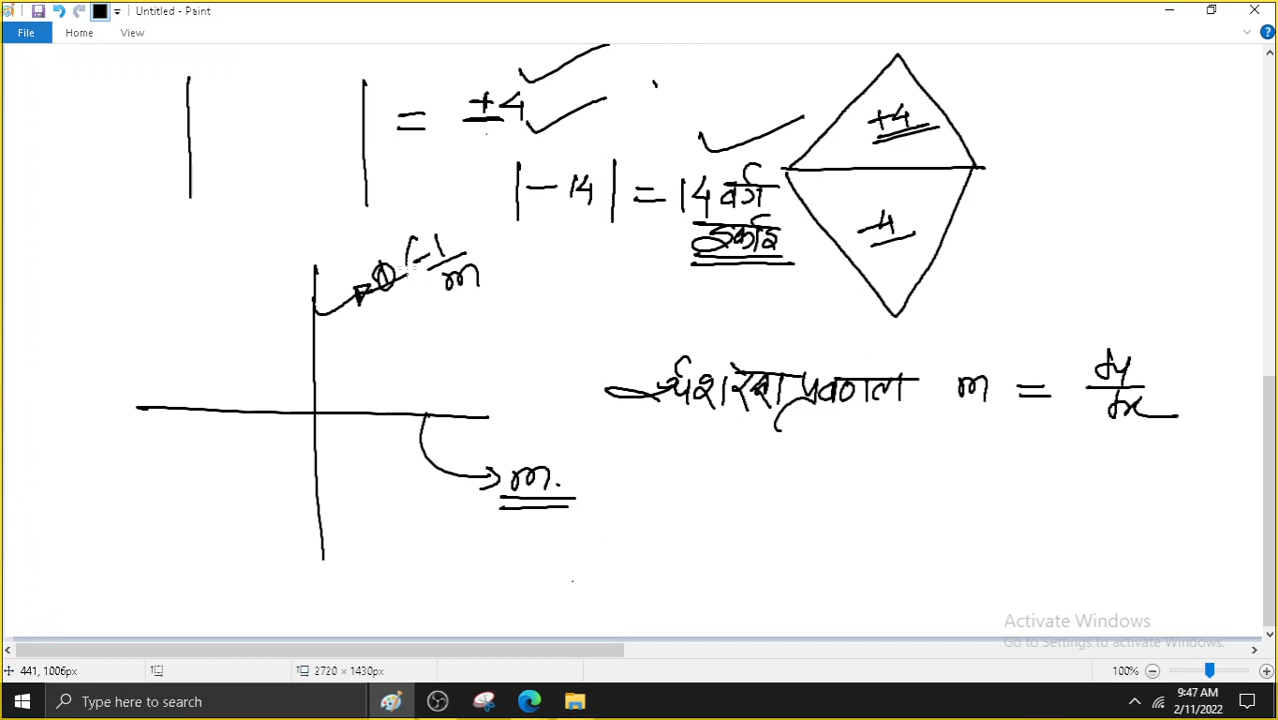 Untitled - Paint
File Home View
= ±4
+4
|-14| = 14 वर्ग
इकाई
-4
-1/m
स्पर्श रेखा प्रवणता m = dy/dx
m.
Activate Windows
Go to Settings to activate Windows.
441, 1006px 2720 × 1430px 100%
Type here to search
9:47 AM
2/11/2022